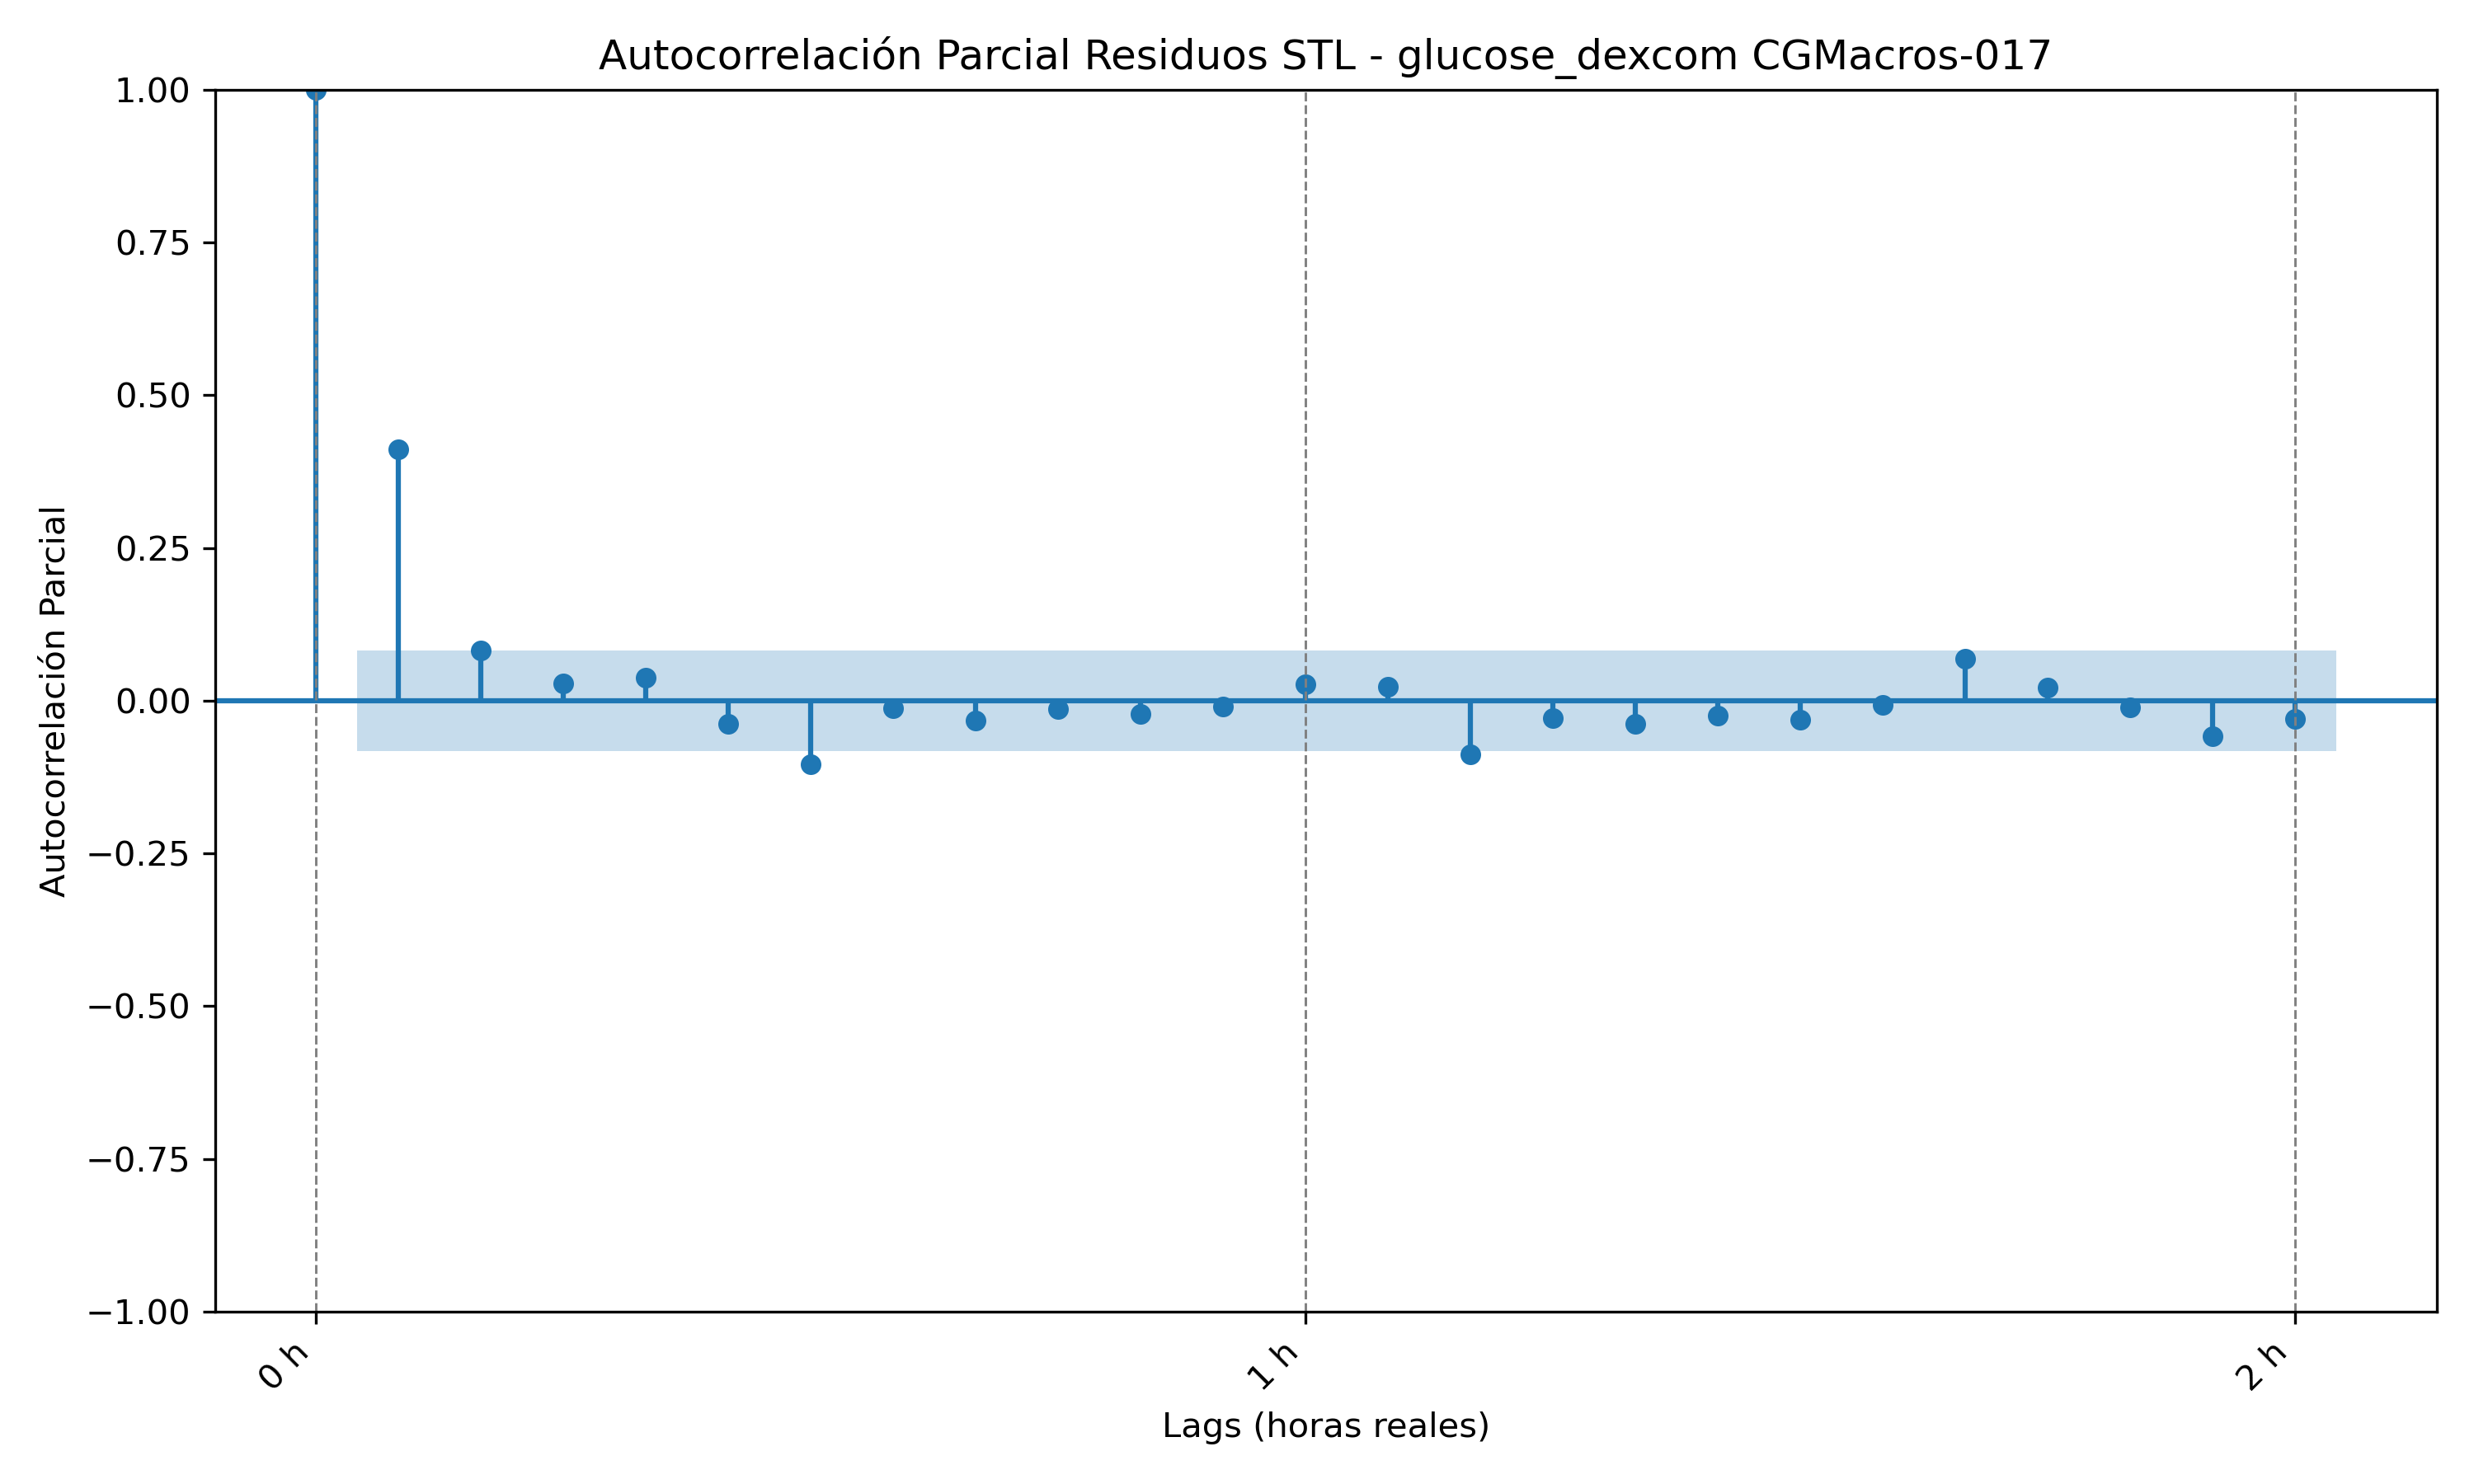 Autocorrelación Parcial Residuos STL - glucose_dexcom CGMacros-017
Autocorrelación Parcial
1.00
0.75
0.50
0.25
0.00
−0.25
−0.50
−0.75
−1.00
0 h
1 h
2 h
Lags (horas reales)